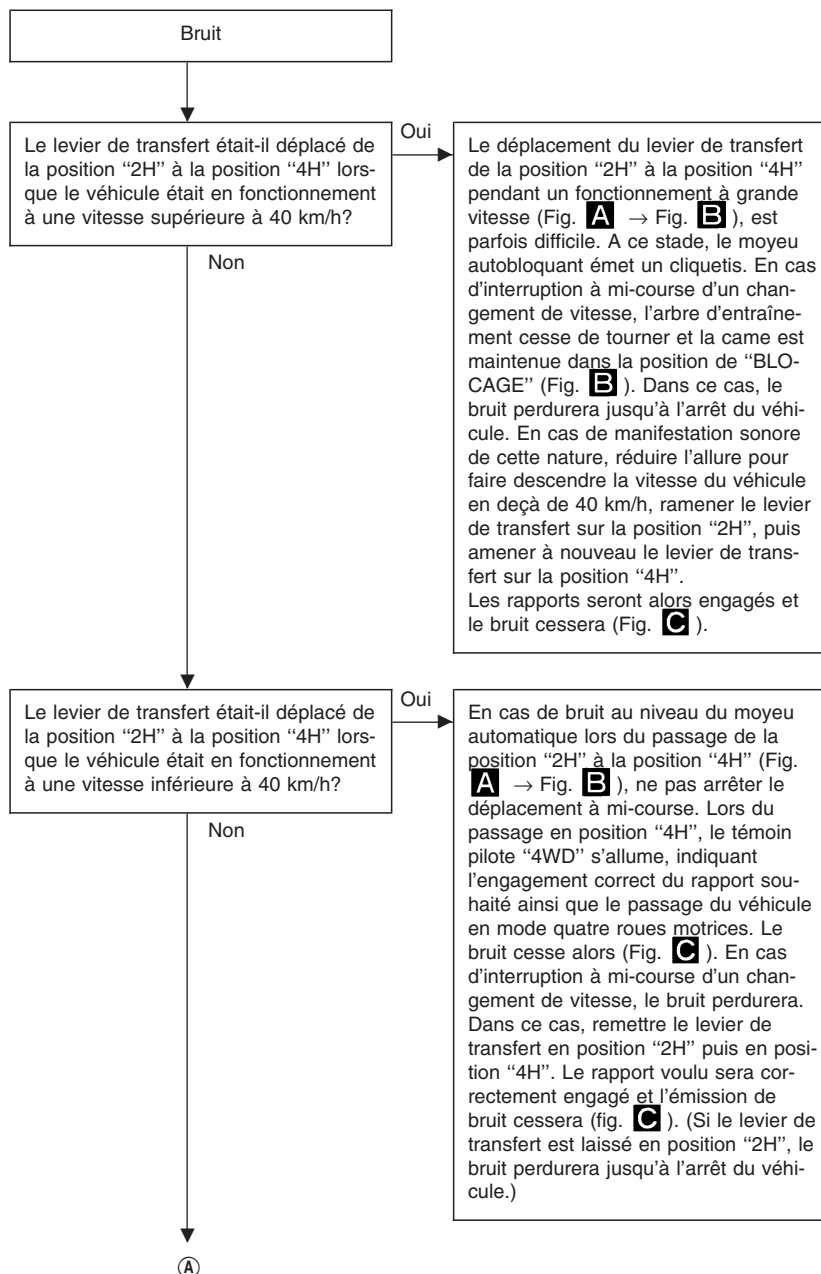 Bruit
Le levier de transfert était-il déplacé de
la position ‘‘2H’’ à la position ‘‘4H’’ lors-
que le véhicule était en fonctionnement
à une vitesse supérieure à 40 km/h?
Oui
Le déplacement du levier de transfert
de la position ‘‘2H’’ à la position ‘‘4H’’
pendant un fonctionnement à grande
vitesse (Fig. A → Fig. B ), est
parfois difficile. A ce stade, le moyeu
autobloquant émet un cliquetis. En cas
d’interruption à mi-course d’un chan-
gement de vitesse, l’arbre d’entraîne-
ment cesse de tourner et la came est
maintenue dans la position de ‘‘BLO-
CAGE’’ (Fig. B ). Dans ce cas, le
bruit perdurera jusqu’à l’arrêt du véhi-
cule. En cas de manifestation sonore
de cette nature, réduire l’allure pour
faire descendre la vitesse du véhicule
en deçà de 40 km/h, ramener le levier
de transfert sur la position ‘‘2H’’, puis
amener à nouveau le levier de trans-
fert sur la position ‘‘4H’’.
Les rapports seront alors engagés et
le bruit cessera (Fig. C ).
Non
Le levier de transfert était-il déplacé de
la position ‘‘2H’’ à la position ‘‘4H’’ lors-
que le véhicule était en fonctionnement
à une vitesse inférieure à 40 km/h?
Oui
En cas de bruit au niveau du moyeu
automatique lors du passage de la
position ‘‘2H’’ à la position ‘‘4H’’ (Fig.
A → Fig. B ), ne pas arrêter le
déplacement à mi-course. Lors du
passage en position ‘‘4H’’, le témoin
pilote ‘‘4WD’’ s’allume, indiquant
l’engagement correct du rapport sou-
haité ainsi que le passage du véhicule
en mode quatre roues motrices. Le
bruit cesse alors (Fig. C ). En cas
d’interruption à mi-course d’un chan-
gement de vitesse, le bruit perdurera.
Dans ce cas, remettre le levier de
transfert en position ‘‘2H’’ puis en posi-
tion ‘‘4H’’. Le rapport voulu sera cor-
rectement engagé et l’émission de
bruit cessera (fig. C ). (Si le levier de
transfert est laissé en position ‘‘2H’’, le
bruit perdurera jusqu’à l’arrêt du véhi-
cule.)
Non
Ⓐ